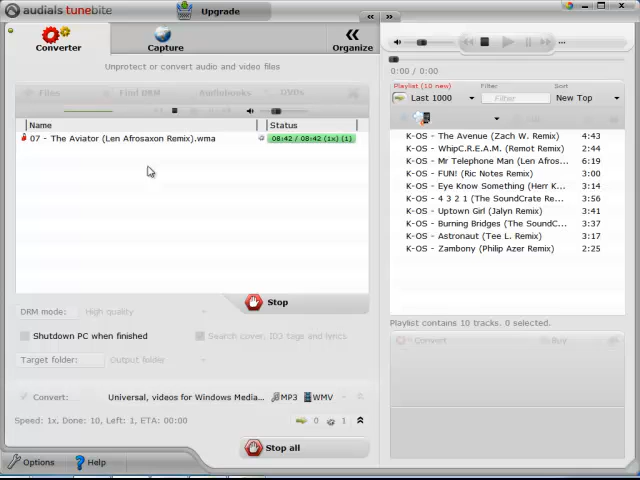 audials tunebite
Upgrade
Converter
Capture
Organize
Unprotect or convert audio and video files
Files
Find DRM
Audiobooks
DVDs
Name
Status
07 - The Aviator (Len Afrosaxon Remix).wma
08:42 / 08:42 (1x) (1)
Stop
DRM mode:
High quality
Shutdown PC when finished
Search cover, ID3 tags and lyrics
Target folder:
Output folder
Convert:
Universal, videos for Windows Media...
MP3
WMV
Speed: 1x, Done: 10, Left: 1, ETA: 00:00
0
1
Stop all
Options
Help
0:00 / 0:00
Playlist (10 new)
Filter
Sort
Last 1000
Filter
New Top
K-OS - The Avenue (Zach W. Remix) 4:43
K-OS - WhipC.R.E.A.M. (Remot Remix) 2:44
K-OS - Mr Telephone Man (Len Afros... 6:19
K-OS - FUN! (Ric Notes Remix) 3:00
K-OS - Eye Know Something (Herr K... 3:14
K-OS - 4 3 2 1 (The SoundCrate Re... 3:56
K-OS - Uptown Girl (Jalyn Remix) 3:41
K-OS - Burning Bridges (The SoundC... 3:37
K-OS - Astronaut (Tee L. Remix) 3:17
K-OS - Zambony (Philip Azer Remix) 2:25
Playlist contains 10 tracks. 0 selected.
Convert
Buy